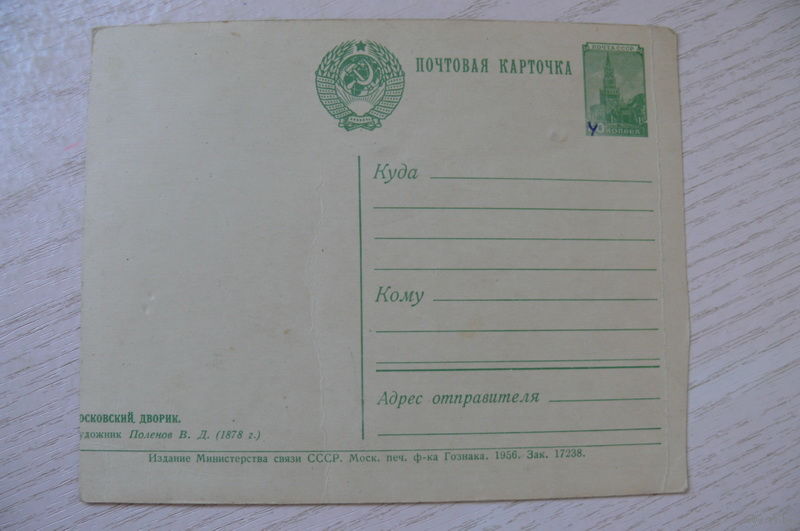 ПОЧТОВАЯ КАРТОЧКА
ПОЧТА СССР
КОПЕЕК
Куда
Кому
Адрес отправителя
ОСКОВСКИЙ ДВОРИК.
удожник Поленов В. Д. (1878 г.)
Издание Министерства связи СССР. Моск. печ. ф-ка Гознака. 1956. Зак. 17238.